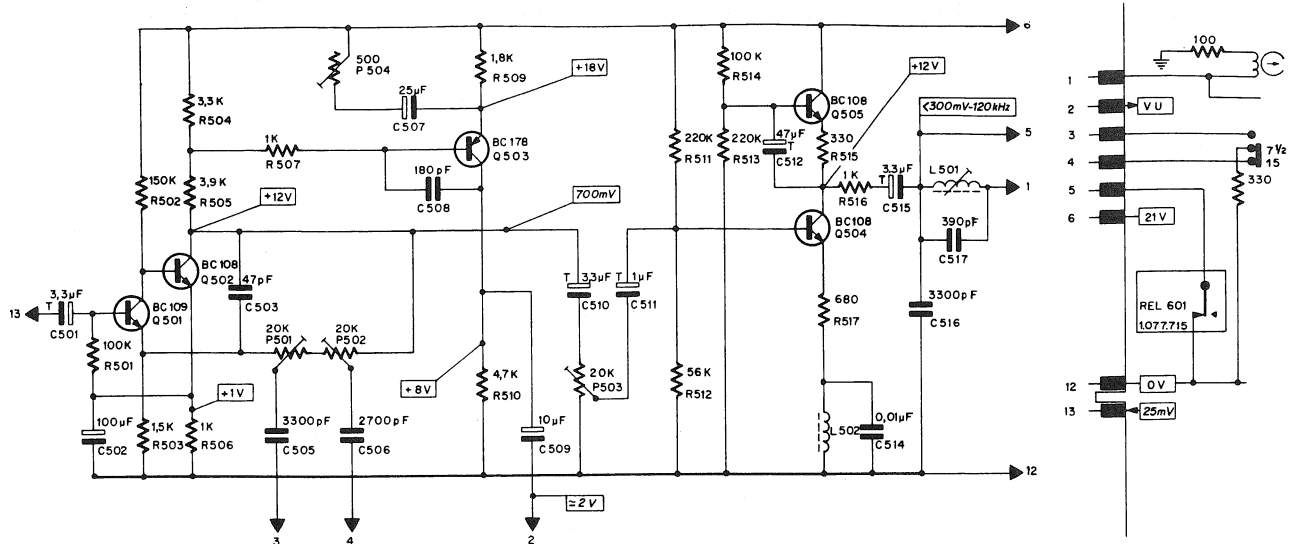 6
500
P 504
1,8K
R 509
+18V
25µF
C507
3,3K
R 504
1K
R 507
BC178
Q503
180pF
C508
150K
R502
3,9K
R505
+12V
700mV
100K
R514
BC108
Q505
+12V
<300mV-120kHz
5
220K
R511
220K
R513
47µF
T
C512
330
R515
1K
R516
T
3,3µF
C515
L501
1
BC108
Q504
390pF
C517
BC108
Q502
47pF
C503
T
3,3µF
C510
T
1µF
C511
3,3µF
T
13
C501
BC109
Q501
100K
R501
20K
P501
20K
P502
680
R517
3300pF
C516
+1V
+8V
4,7K
R510
20K
P503
56K
R512
100µF
C502
1,5K
R503
1K
R506
3300pF
C505
2700pF
C506
10µF
C509
L502
0,01µF
C514
12
≃2V
3
4
2
100
1
2
VU
3
4
7½
15
330
5
6
21V
REL 601
1.077.715
12
0V
13
25mV